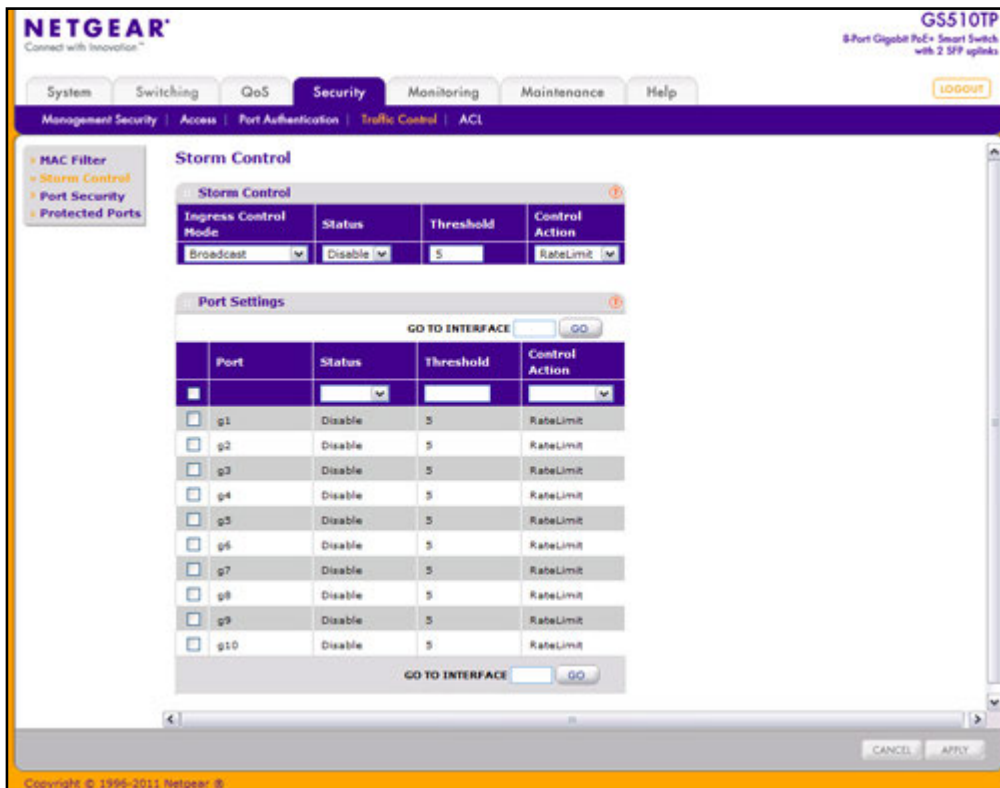 NETGEAR®
Connect with Innovation™
GS510TP
8-Port Gigabit PoE+ Smart Switch
with 2 SFP uplinks
System Switching QoS Security Monitoring Maintenance Help LOGOUT
Management Security | Access | Port Authentication | Traffic Control | ACL
MAC Filter
Storm Control
Port Security
Protected Ports
Storm Control
Storm Control ?
Ingress Control Mode Status Threshold Control Action
Broadcast Disable 5 RateLimit
Port Settings ?
GO TO INTERFACE GO
Port Status Threshold Control Action
g1 Disable 5 RateLimit
g2 Disable 5 RateLimit
g3 Disable 5 RateLimit
g4 Disable 5 RateLimit
g5 Disable 5 RateLimit
g6 Disable 5 RateLimit
g7 Disable 5 RateLimit
g8 Disable 5 RateLimit
g9 Disable 5 RateLimit
g10 Disable 5 RateLimit
GO TO INTERFACE GO
CANCEL APPLY
Copyright © 1996-2011 Netgear ®